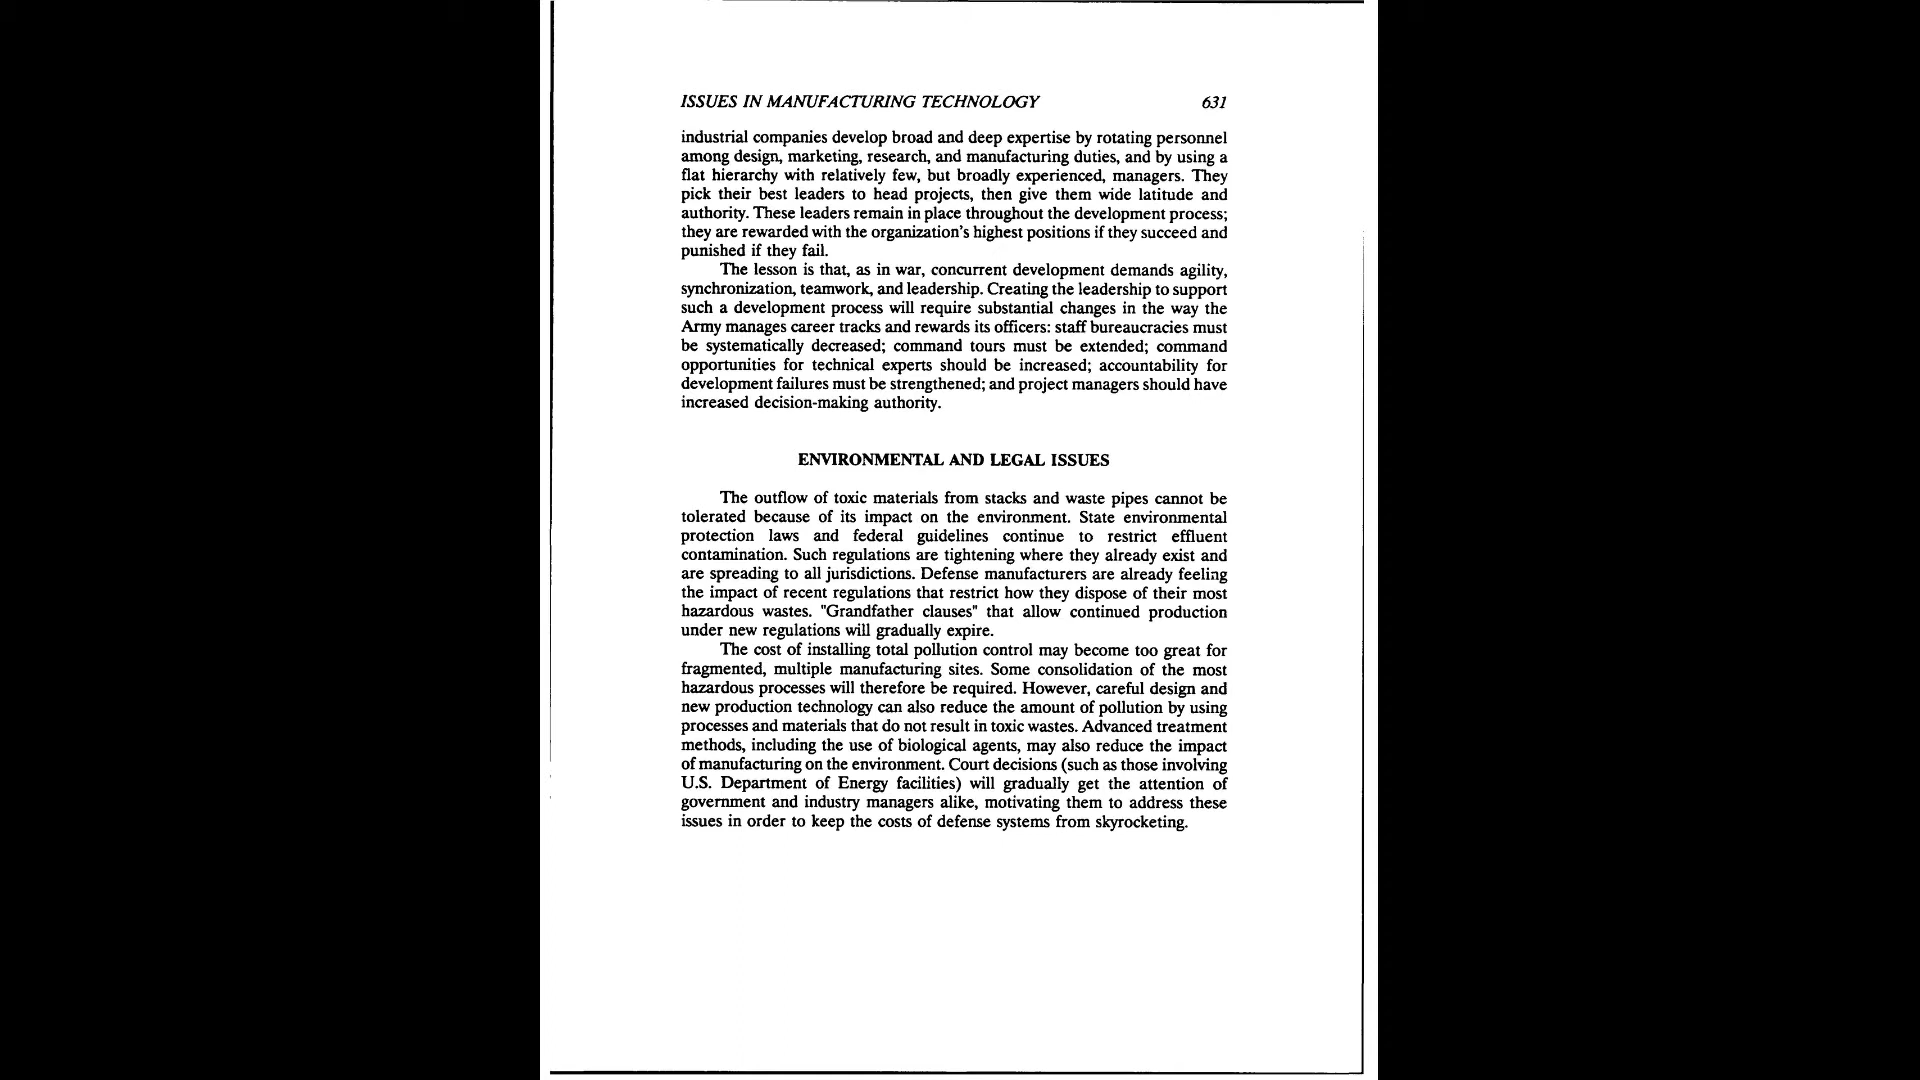 ISSUES IN MANUFACTURING TECHNOLOGY 631
industrial companies develop broad and deep expertise by rotating personnel
among design, marketing, research, and manufacturing duties, and by using a
flat hierarchy with relatively few, but broadly experienced, managers. They
pick their best leaders to head projects, then give them wide latitude and
authority. These leaders remain in place throughout the development process;
they are rewarded with the organization's highest positions if they succeed and
punished if they fail.
The lesson is that, as in war, concurrent development demands agility,
synchronization, teamwork, and leadership. Creating the leadership to support
such a development process will require substantial changes in the way the
Army manages career tracks and rewards its officers: staff bureaucracies must
be systematically decreased; command tours must be extended; command
opportunities for technical experts should be increased; accountability for
development failures must be strengthened; and project managers should have
increased decision-making authority.
ENVIRONMENTAL AND LEGAL ISSUES
The outflow of toxic materials from stacks and waste pipes cannot be
tolerated because of its impact on the environment. State environmental
protection laws and federal guidelines continue to restrict effluent
contamination. Such regulations are tightening where they already exist and
are spreading to all jurisdictions. Defense manufacturers are already feeling
the impact of recent regulations that restrict how they dispose of their most
hazardous wastes. "Grandfather clauses" that allow continued production
under new regulations will gradually expire.
The cost of installing total pollution control may become too great for
fragmented, multiple manufacturing sites. Some consolidation of the most
hazardous processes will therefore be required. However, careful design and
new production technology can also reduce the amount of pollution by using
processes and materials that do not result in toxic wastes. Advanced treatment
methods, including the use of biological agents, may also reduce the impact
of manufacturing on the environment. Court decisions (such as those involving
U.S. Department of Energy facilities) will gradually get the attention of
government and industry managers alike, motivating them to address these
issues in order to keep the costs of defense systems from skyrocketing.